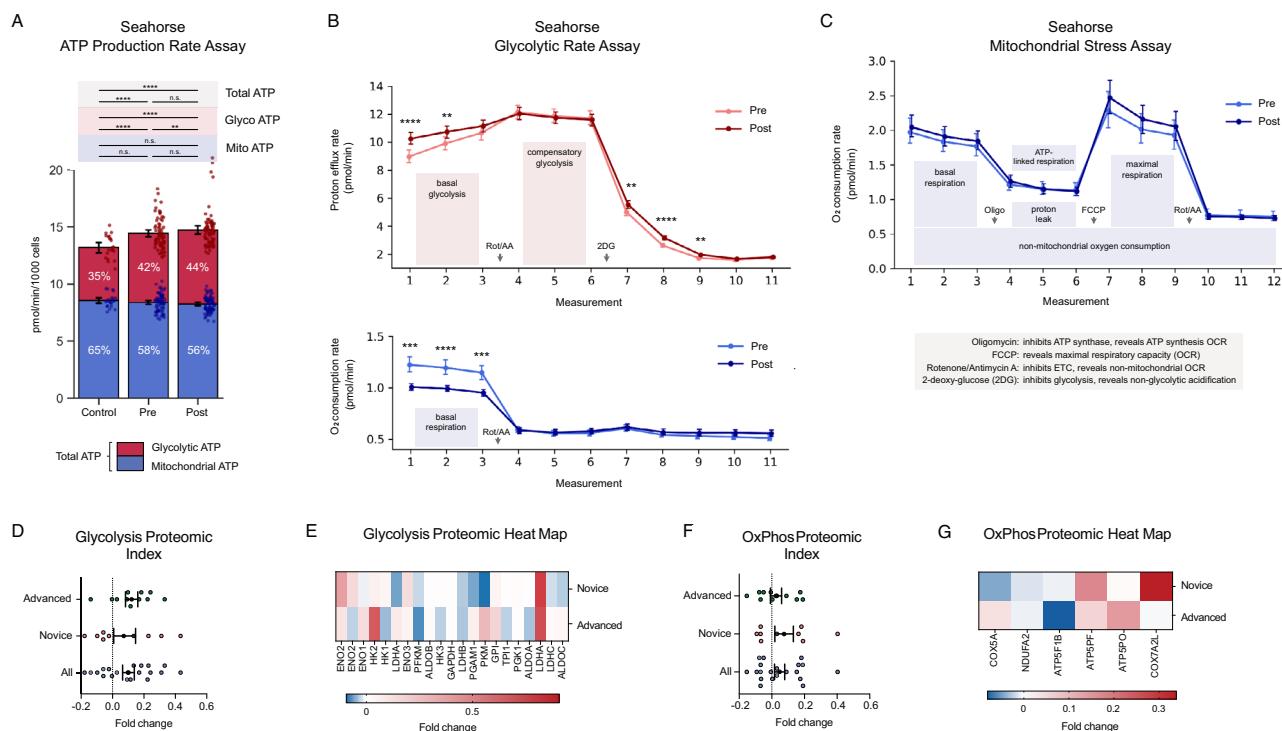 A
Seahorse
ATP Production Rate Assay
****
****
n.s.
Total ATP
****
****
**
Glyco ATP
n.s.
n.s.
n.s.
Mito ATP
pmol/min/1000 cells
20
15
10
5
0
35%
42%
44%
65%
58%
56%
Control
Pre
Post
Total ATP
Glycolytic ATP
Mitochondrial ATP
B
Seahorse
Glycolytic Rate Assay
Proton efflux rate
(pmol/min)
14
12
10
8
6
4
2
****
**
**
****
**
Pre
Post
basal
glycolysis
compensatory
glycolysis
Rot/AA
2DG
1 2 3 4 5 6 7 8 9 10 11
Measurement
O₂ consumption rate
(pmol/min)
1.5
1.0
0.5
***
****
***
Pre
Post
basal
respiration
Rot/AA
1 2 3 4 5 6 7 8 9 10 11
Measurement
C
Seahorse
Mitochondrial Stress Assay
O₂ consumption rate
(pmol/min)
3.0
2.5
2.0
1.5
1.0
0.5
0.0
Pre
Post
basal
respiration
ATP-
linked respiration
maximal
respiration
Oligo
proton
leak
FCCP
Rot/AA
non-mitochondrial oxygen consumption
1 2 3 4 5 6 7 8 9 10 11 12
Measurement
Oligomycin: inhibits ATP synthase, reveals ATP synthesis OCR
FCCP: reveals maximal respiratory capacity (OCR)
Rotenone/Antimycin A: inhibits ETC, reveals non-mitochondrial OCR
2-deoxy-glucose (2DG): inhibits glycolysis, reveals non-glycolytic acidification
D
Glycolysis Proteomic
Index
Advanced
Novice
All
-0.2 0.0 0.2 0.4 0.6
Fold change
E
Glycolysis Proteomic Heat Map
Novice
Advanced
ENO2
ENO2
ENO1
HK2
HK1
LDHA
ENO3
PFKM
ALDOB
HK3
GAPDH
LDHB
PGAM1
PKM
GPI
TPI1
PGK1
ALDOA
LDHA
LDHC
ALDOC
0 0.5
Fold change
F
OxPhos Proteomic
Index
Advanced
Novice
All
-0.2 0.0 0.2 0.4 0.6
Fold change
G
OxPhos Proteomic Heat Map
Novice
Advanced
COX5A
NDUFA2
ATP5F1B
ATP5PF
ATP5PO
COX7A2L
0 0.1 0.2 0.3
Fold change